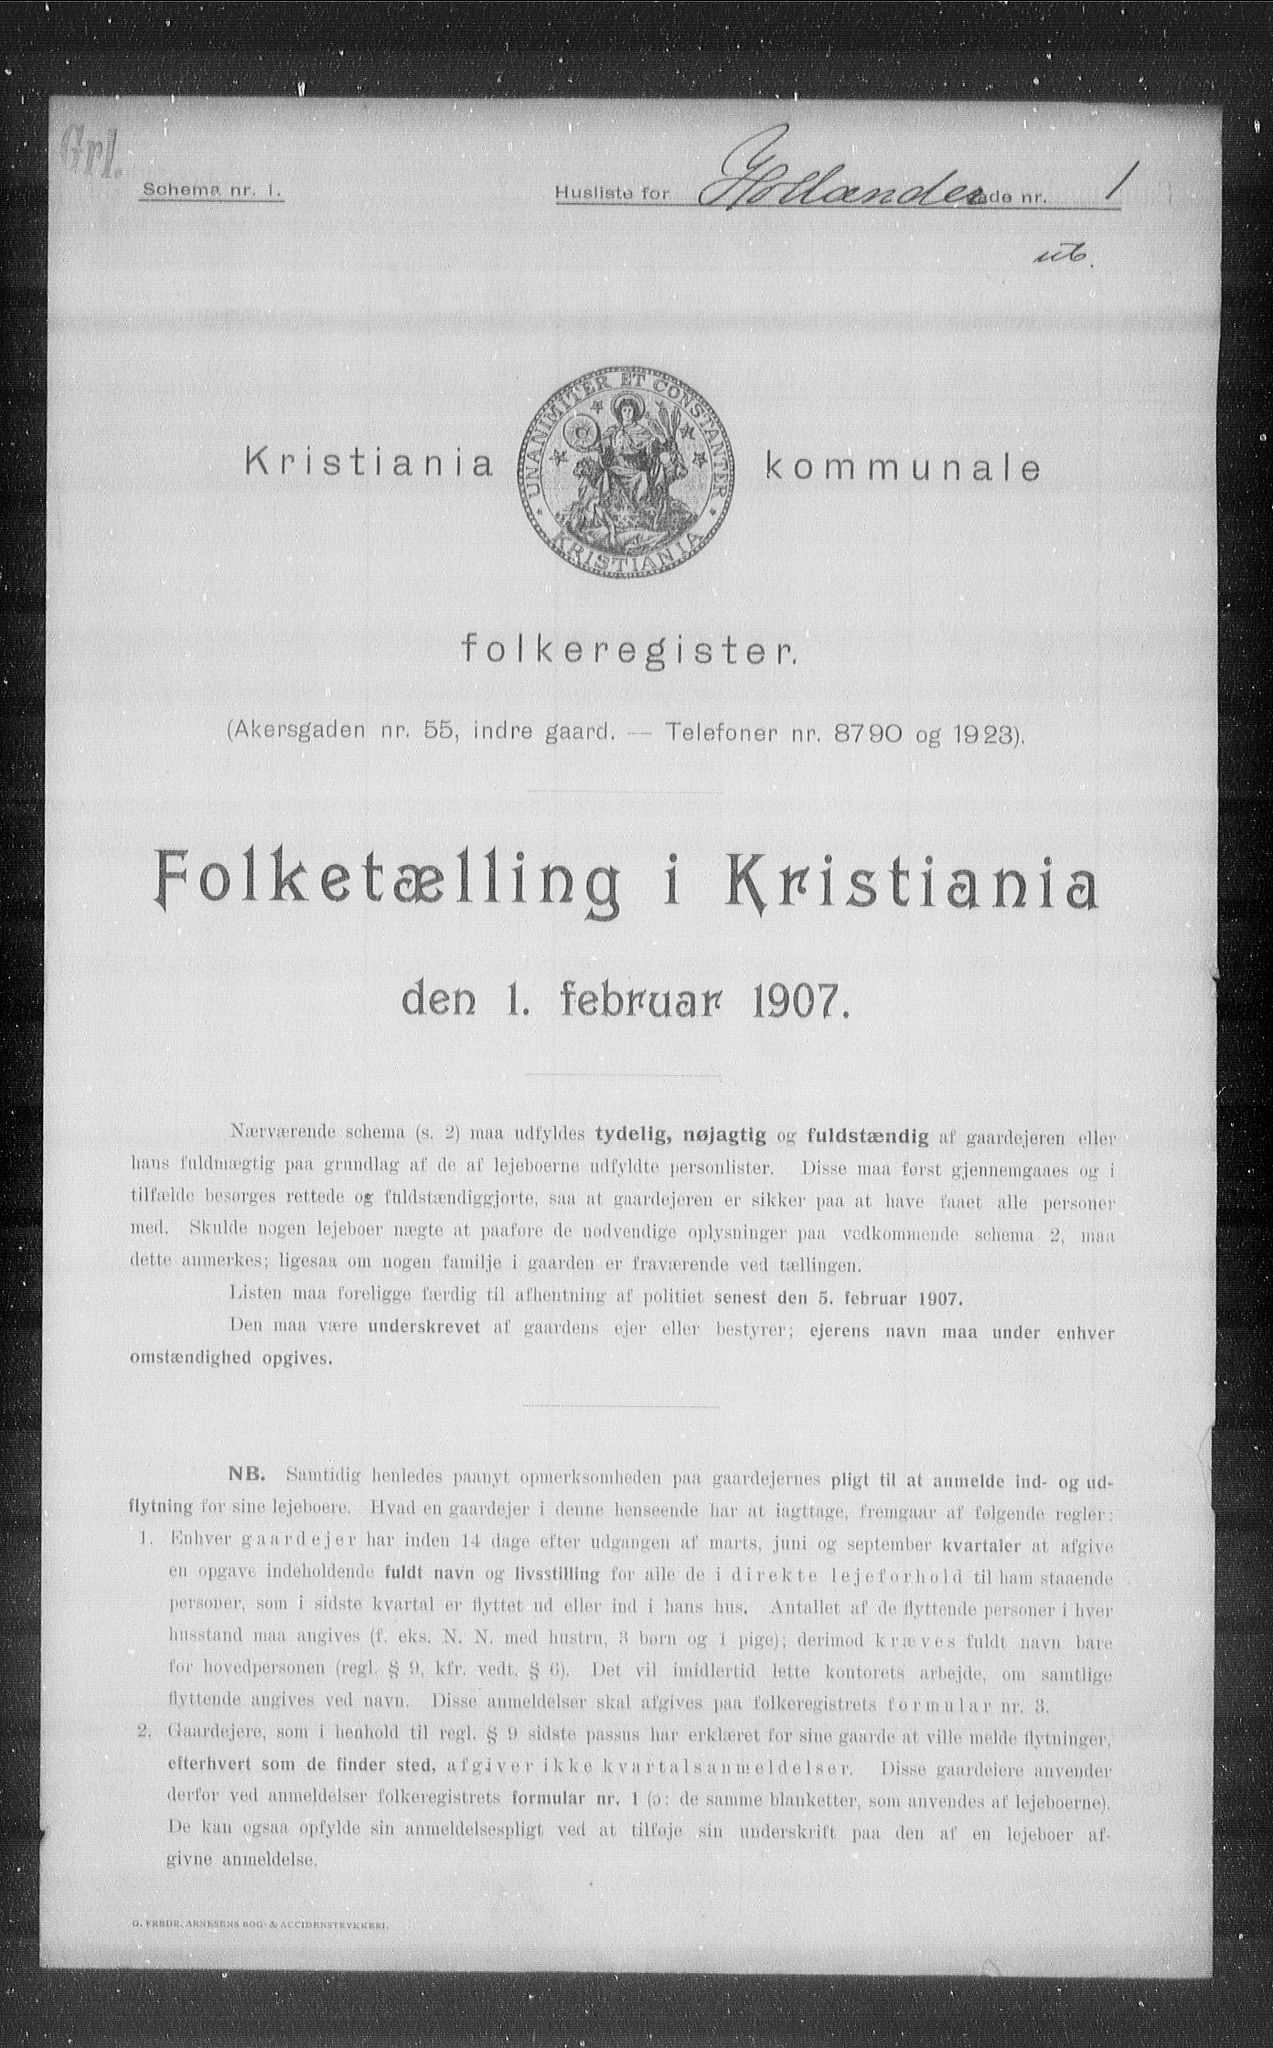 Grl.
Schema nr. 1.
Husliste for Hollændergade nr. 1
ub.
UNANIMITER ET CONSTANTER
KRISTIANIA
Kristiania kommunale
folkeregister.
(Akersgaden nr. 55, indre gaard. — Telefoner nr. 8790 og 1923).
Folketælling i Kristiania
den 1. februar 1907.
Nærværende schema (s. 2) maa udfyldes tydelig, nøjagtig og fuldstændig af gaardejeren eller
hans fuldmægtig paa grundlag af de af lejeboerne udfyldte personlister. Disse maa først gjennemgaaes og i
tilfælde besørges rettede og fuldstændiggjorte, saa at gaardejeren er sikker paa at have faaet alle personer
med. Skulde nogen lejeboer nægte at paaføre de nødvendige oplysninger paa vedkommende schema 2, maa
dette anmerkes; ligesaa om nogen familje i gaarden er fraværende ved tællingen.
Listen maa foreligge færdig til afhentning af politiet senest den 5. februar 1907.
Den maa være underskrevet af gaardens ejer eller bestyrer; ejerens navn maa under enhver
omstændighed opgives.
NB. Samtidig henledes paanyt opmerksomheden paa gaardejernes pligt til at anmelde ind- og ud-
flytning for sine lejeboere. Hvad en gaardejer i denne henseende har at iagttage, fremgaar af følgende regler:
1. Enhver gaardejer har inden 14 dage efter udgangen af marts, juni og september kvartaler at afgive
en opgave indeholdende fuldt navn og livsstilling for alle de i direkte lejeforhold til ham staaende
personer, som i sidste kvartal er flyttet ud eller ind i hans hus. Antallet af de flyttende personer i hver
husstand maa angives (f. eks. N. N. med hustru, 3 børn og 1 pige); derimod kræves fuldt navn bare
for hovedpersonen (regl. § 9, kfr. vedt. § 6). Det vil imidlertid lette kontorets arbejde, om samtlige
flyttende angives ved navn. Disse anmeldelser skal afgives paa folkeregistrets formular nr. 3.
2. Gaardejere, som i henhold til regl. § 9 sidste passus har erklæret for sine gaarde at ville melde flytninger,
efterhvert som de finder sted, afgiver ikke kvartalsanmeldelser. Disse gaardeiere anvender
derfor ved anmeldelser folkeregistrets formular nr. 1 (ɔ: de samme blanketter, som anvendes af lejeboerne).
De kan ogsaa opfylde sin anmeldelsespligt ved at tilføje sin underskrift paa den af en lejeboer af-
givne anmeldelse.
O. FREDR. ARNESENS BOG- & ACCIDENSTRYKKERI.